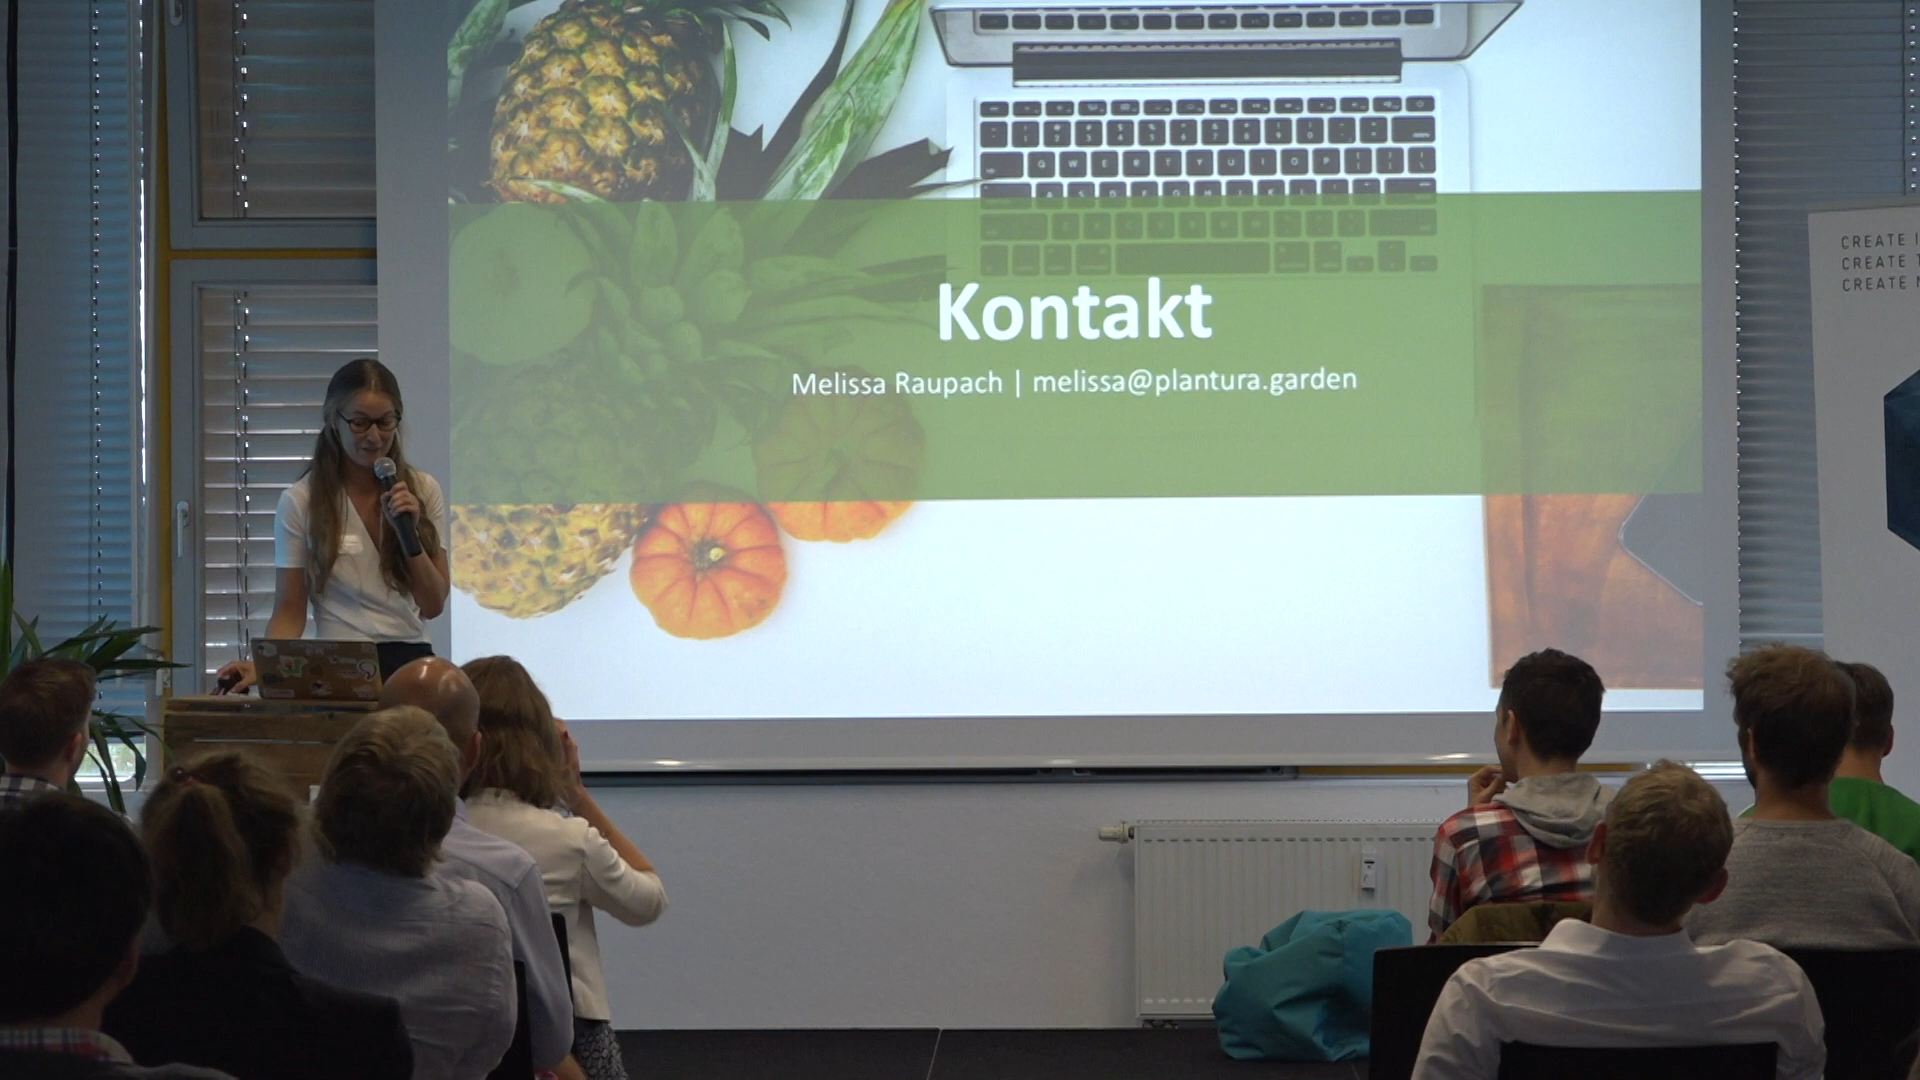 Kontakt
Melissa Raupach | melissa@plantura.garden
CREATE
CREATE
CREATE